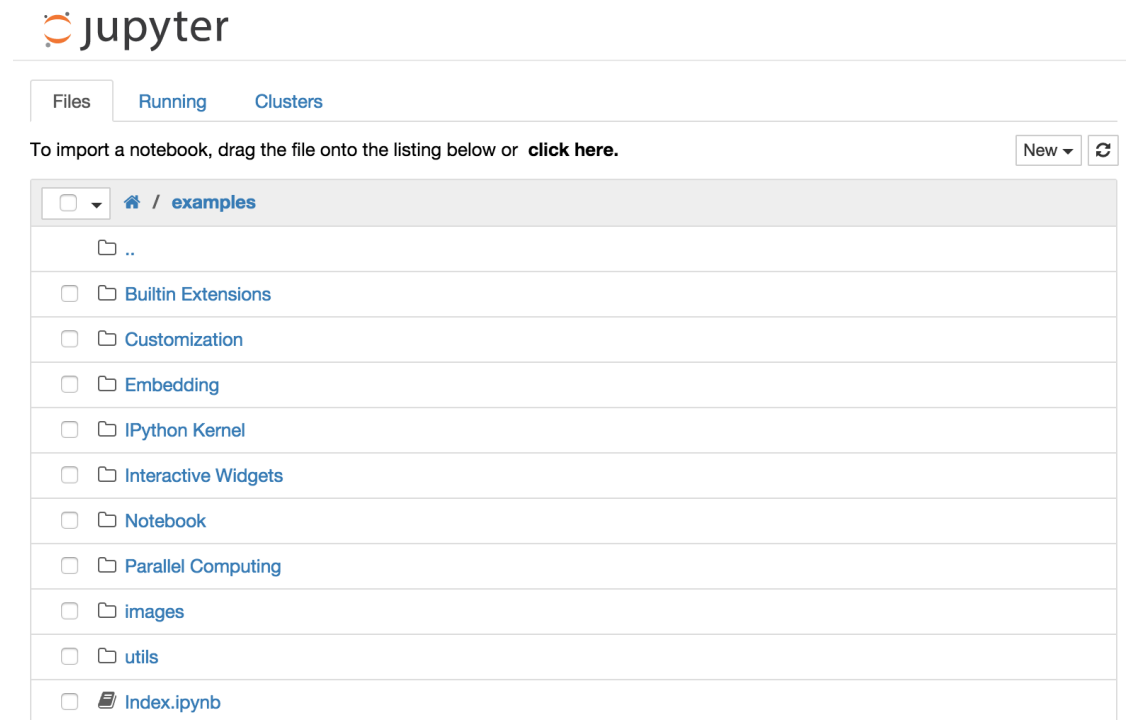 jupyter
Files Running Clusters
To import a notebook, drag the file onto the listing below or click here. New
/ examples
..
Builtin Extensions
Customization
Embedding
IPython Kernel
Interactive Widgets
Notebook
Parallel Computing
images
utils
Index.ipynb